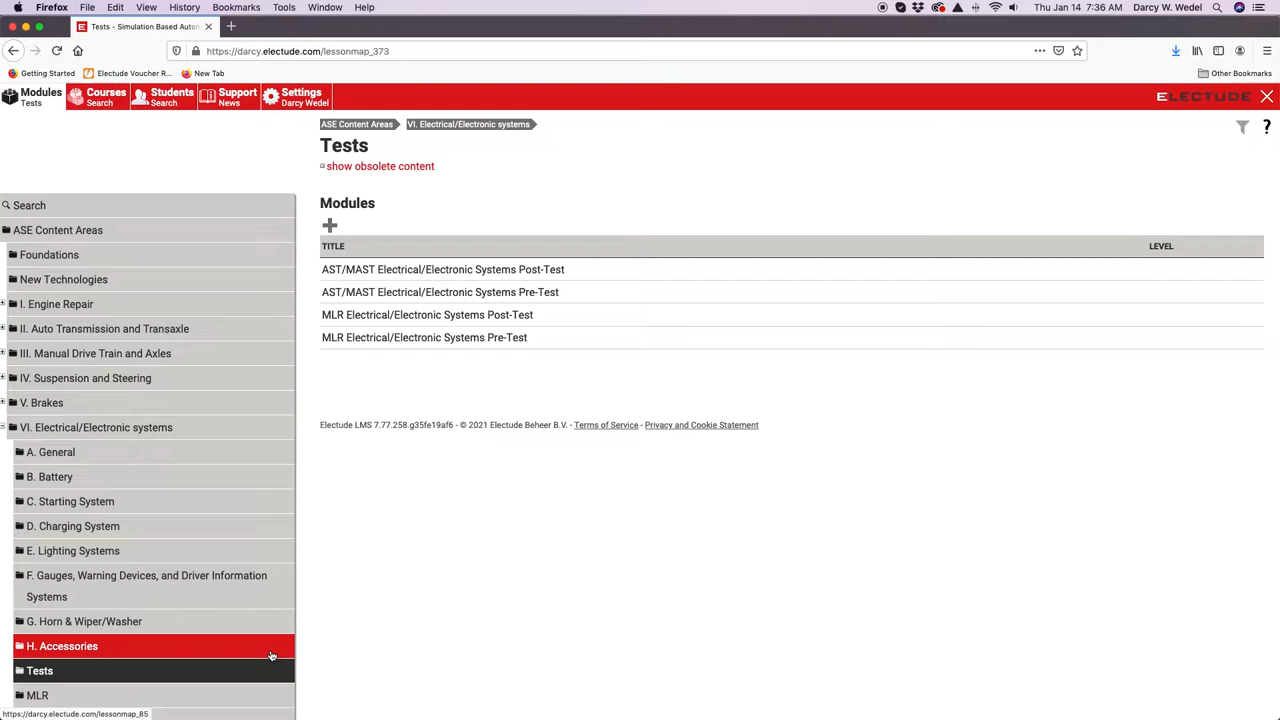 Firefox File Edit View History Bookmarks Tools Window Help Thu Jan 14 7:36 AM Darcy W. Wedel
Tests - Simulation Based Autom
https://darcy.electude.com/lessonmap_373
Getting Started Electude Voucher R... New Tab Other Bookmarks
Modules
Tests
Courses
Search
Students
Search
Support
News
Settings
Darcy Wedel
ELECTUDE
ASE Content Areas VI. Electrical/Electronic systems
Tests
show obsolete content
Modules
TITLE LEVEL
AST/MAST Electrical/Electronic Systems Post-Test
AST/MAST Electrical/Electronic Systems Pre-Test
MLR Electrical/Electronic Systems Post-Test
MLR Electrical/Electronic Systems Pre-Test
Electude LMS 7.77.258.g35fe19af6 - © 2021 Electude Beheer B.V. - Terms of Service - Privacy and Cookie Statement
Search
ASE Content Areas
Foundations
New Technologies
I. Engine Repair
II. Auto Transmission and Transaxle
III. Manual Drive Train and Axles
IV. Suspension and Steering
V. Brakes
VI. Electrical/Electronic systems
A. General
B. Battery
C. Starting System
D. Charging System
E. Lighting Systems
F. Gauges, Warning Devices, and Driver Information
Systems
G. Horn & Wiper/Washer
H. Accessories
Tests
MLR
https://darcy.electude.com/lessonmap_85